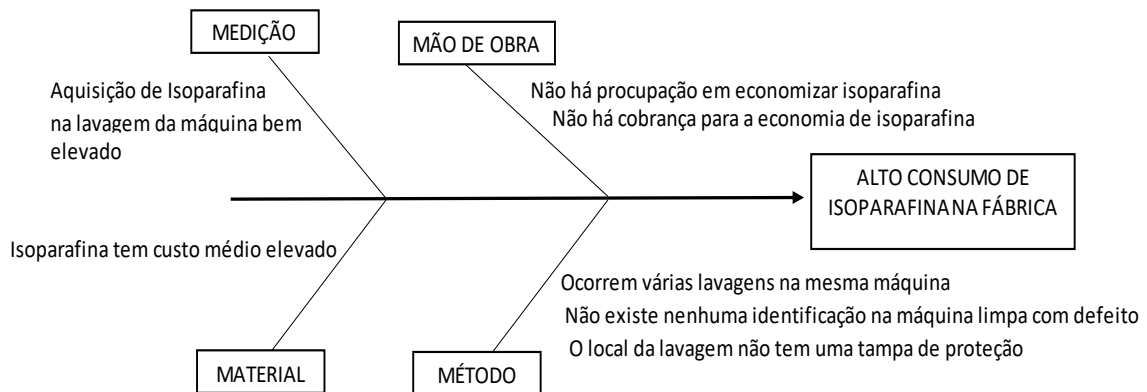 MEDIÇÃO
MÃO DE OBRA
Aquisição de Isoparafina
na lavagem da máquina bem
elevado
Não há procupação em economizar isoparafina
Não há cobrança para a economia de isoparafina
ALTO CONSUMO DE
ISOPARAFINA NA FÁBRICA
Isoparafina tem custo médio elevado
Ocorrem várias lavagens na mesma máquina
Não existe nenhuma identificação na máquina limpa com defeito
O local da lavagem não tem uma tampa de proteção
MATERIAL
MÉTODO